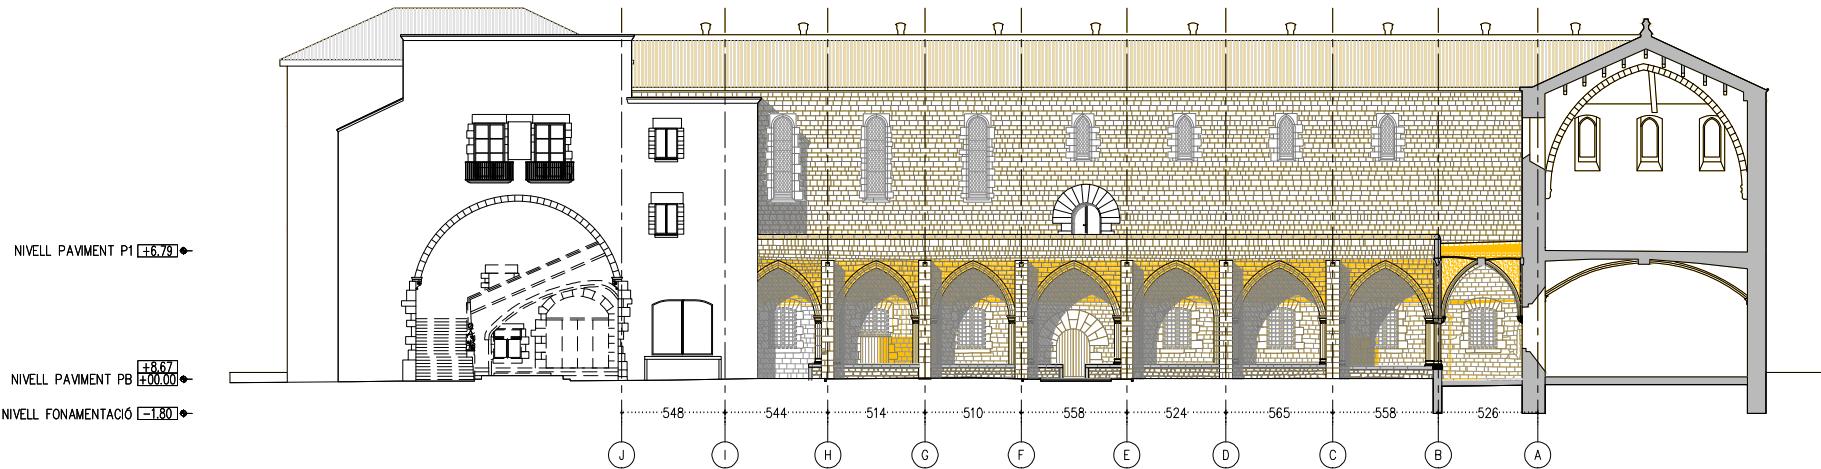 NIVELL PAVIMENT P1 +6.79
+8.67
NIVELL PAVIMENT PB +00.00
NIVELL FONAMENTACIÓ -1.80
548 544 514 510 558 524 565 558 526
J I H G F E D C B A